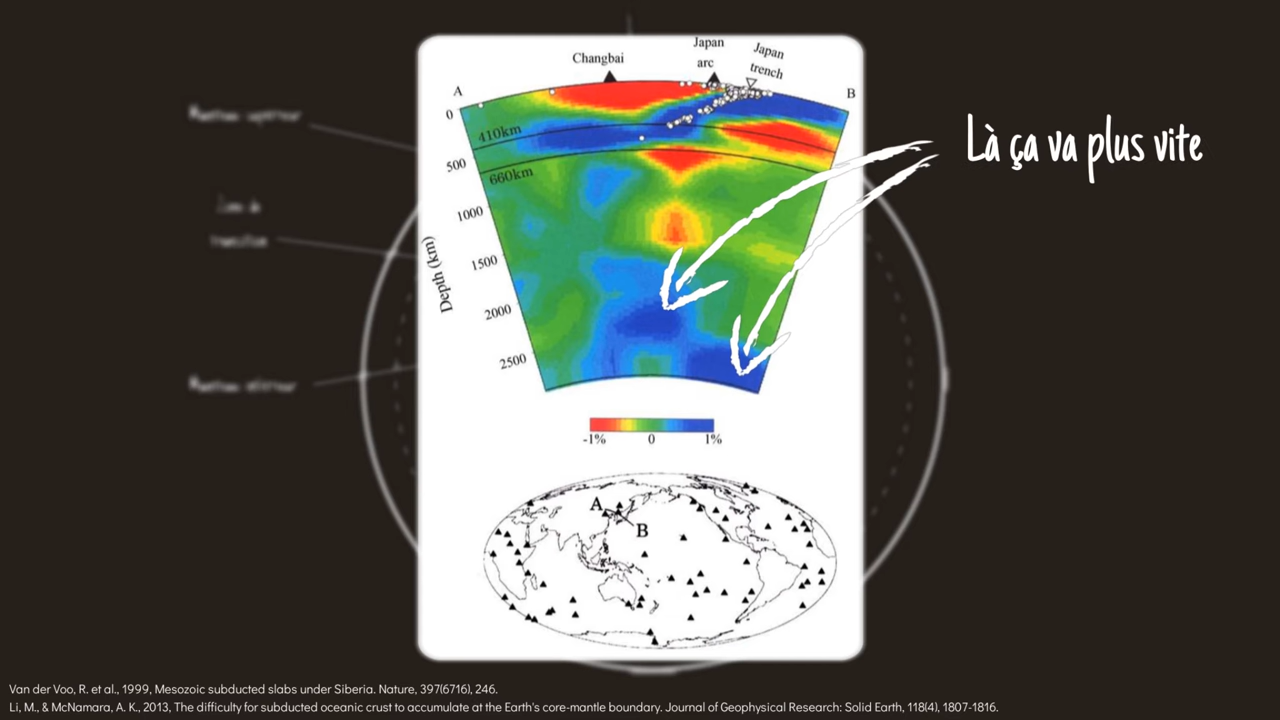 Japan
arc
Japan
trench
Changbai
A
B
0
410km
500
660km
1000
1500
2000
2500
Depth (km)
Là ça va plus vite
-1%
0
1%
A
B
Van der Voo, R. et al., 1999, Mesozoic subducted slabs under Siberia. Nature, 397(6716), 246.
Li, M., & McNamara, A. K., 2013, The difficulty for subducted oceanic crust to accumulate at the Earth's core-mantle boundary. Journal of Geophysical Research: Solid Earth, 118(4), 1807-1816.